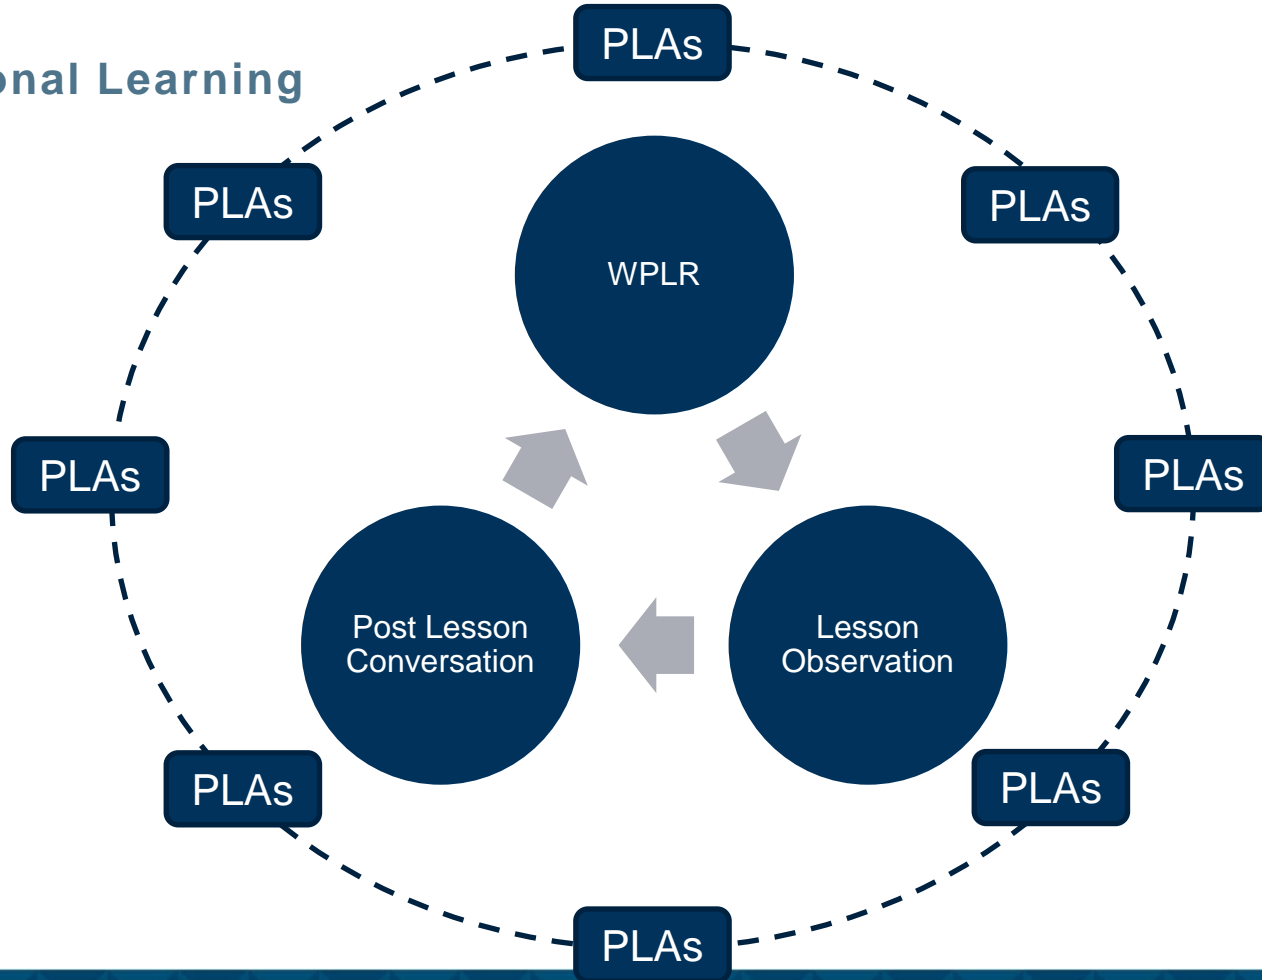 PLAs
onal Learning
PLAs
PLAs
WPLR
PLAs
PLAs
Post Lesson
Conversation
Lesson
Observation
PLAs
PLAs
PLAs